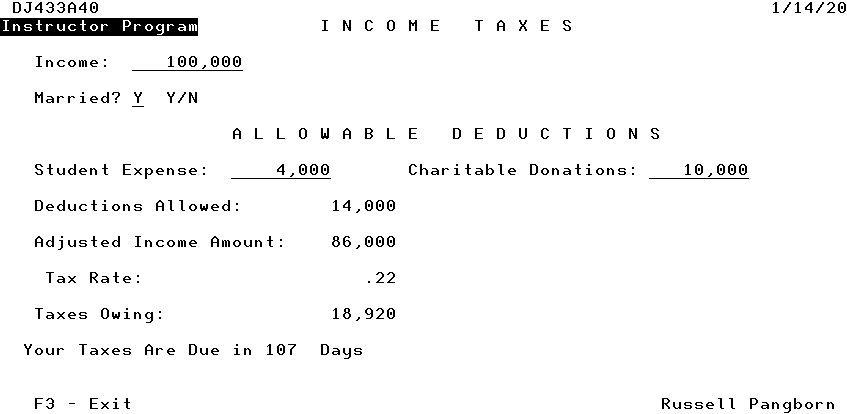 DJ433A40 1/14/20
Instructor Program I N C O M E T A X E S
Income: 100,000
Married? Y Y/N
A L L O W A B L E D E D U C T I O N S
Student Expense: 4,000 Charitable Donations: 10,000
Deductions Allowed: 14,000
Adjusted Income Amount: 86,000
Tax Rate: .22
Taxes Owing: 18,920
Your Taxes Are Due in 107 Days
F3 - Exit Russell Pangborn